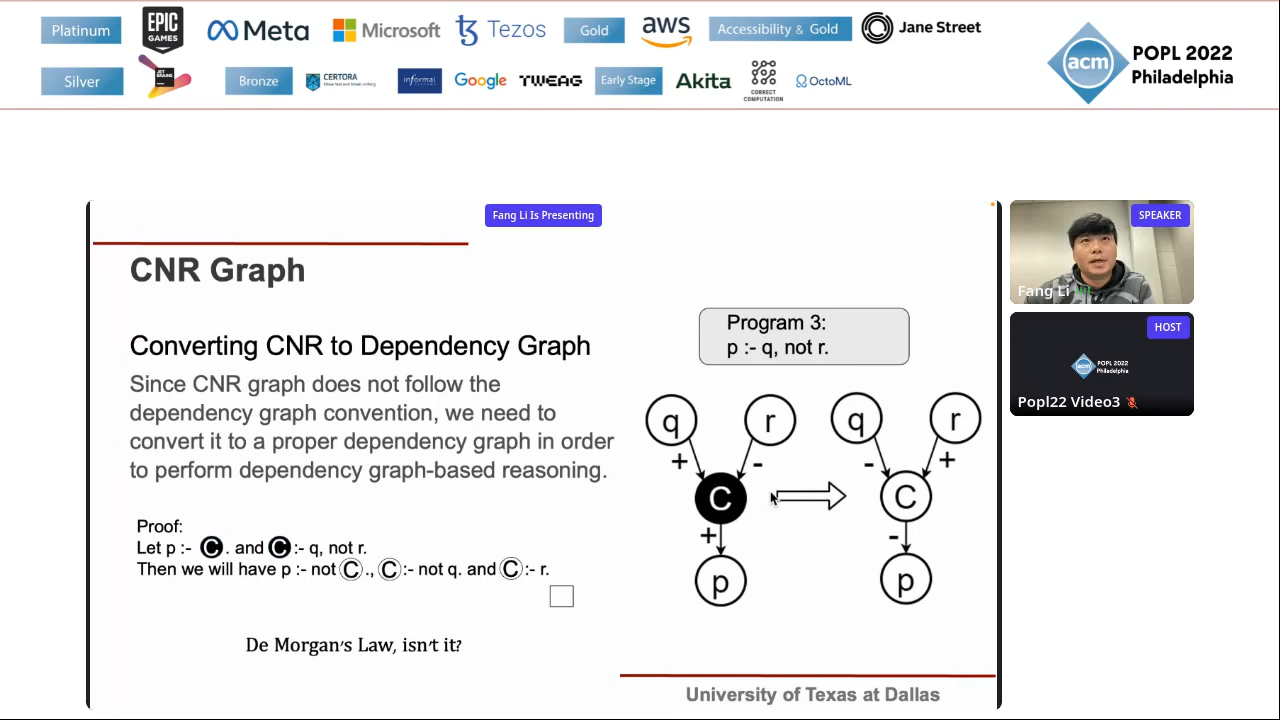 Platinum
EPIC GAMES
Meta
Microsoft
Tezos
Gold
aws
Accessibility & Gold
Jane Street
Silver
JET BRAINS
Bronze
CERTORA
informal
Google
TWEAG
Early Stage
Akita
CORRECT COMPUTATION
OctoML
acm
POPL 2022
Philadelphia
Fang Li Is Presenting
CNR Graph
Converting CNR to Dependency Graph
Since CNR graph does not follow the
dependency graph convention, we need to
convert it to a proper dependency graph in order
to perform dependency graph-based reasoning.
Proof:
Let p :- C . and C :- q, not r.
Then we will have p :- not C ., C :- not q. and C :- r.
De Morgan's Law, isn't it?
Program 3:
p :- q, not r.
q r q r
+ - - +
C C
+ -
p p
University of Texas at Dallas
SPEAKER
Fang Li
HOST
acm
POPL 2022
Philadelphia
Popl22 Video3